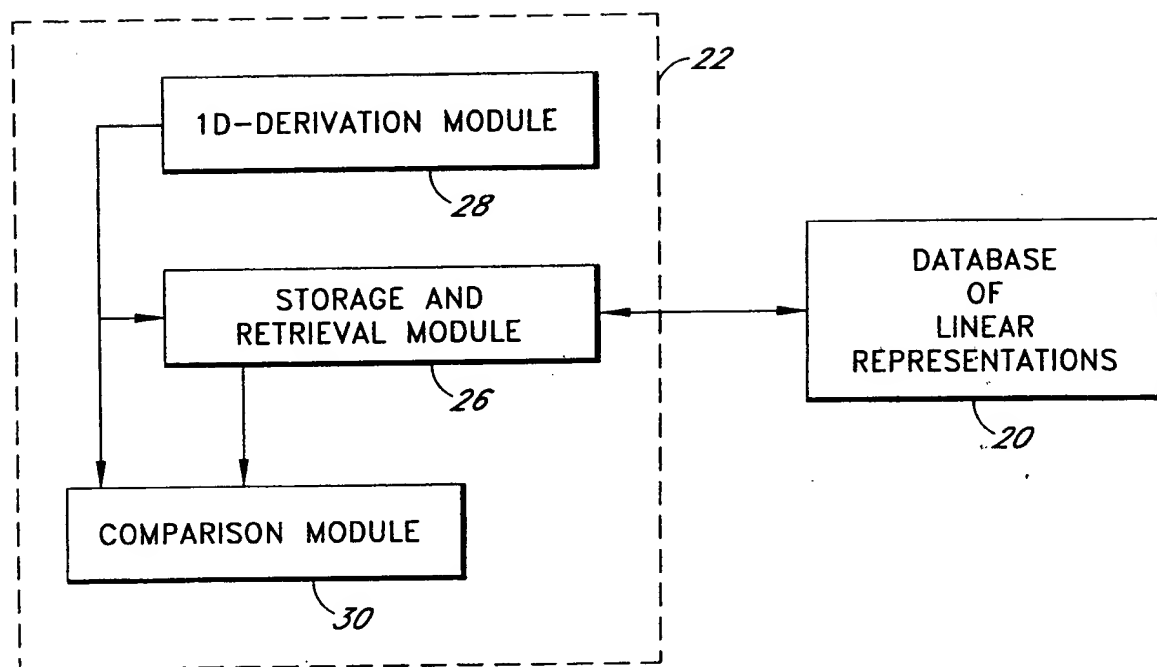 22
1D-DERIVATION MODULE
28
STORAGE AND
RETRIEVAL MODULE
26
DATABASE
OF
LINEAR
REPRESENTATIONS
20
COMPARISON MODULE
30